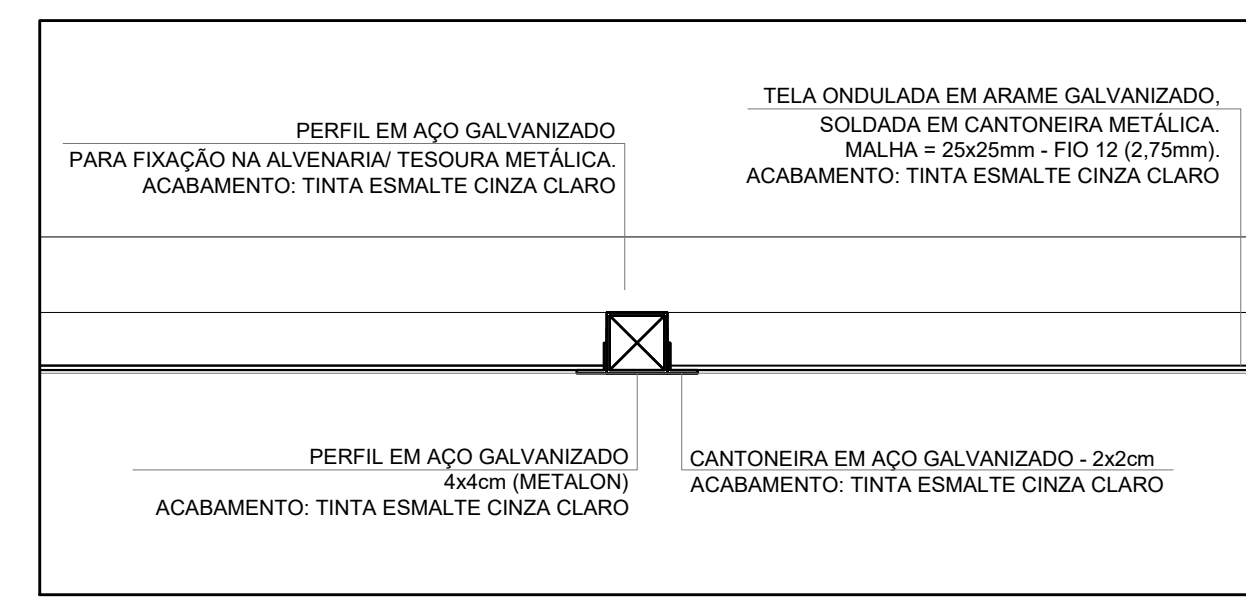 PERFIL EM AÇO GALVANIZADO
PARA FIXAÇÃO NA ALVENARIA/ TESOURA METÁLICA.
ACABAMENTO: TINTA ESMALTE CINZA CLARO
TELA ONDULADA EM ARAME GALVANIZADO,
SOLDADA EM CANTONEIRA METÁLICA.
MALHA = 25x25mm - FIO 12 (2,75mm).
ACABAMENTO: TINTA ESMALTE CINZA CLARO
PERFIL EM AÇO GALVANIZADO
4x4cm (METALON)
ACABAMENTO: TINTA ESMALTE CINZA CLARO
CANTONEIRA EM AÇO GALVANIZADO - 2x2cm
ACABAMENTO: TINTA ESMALTE CINZA CLARO